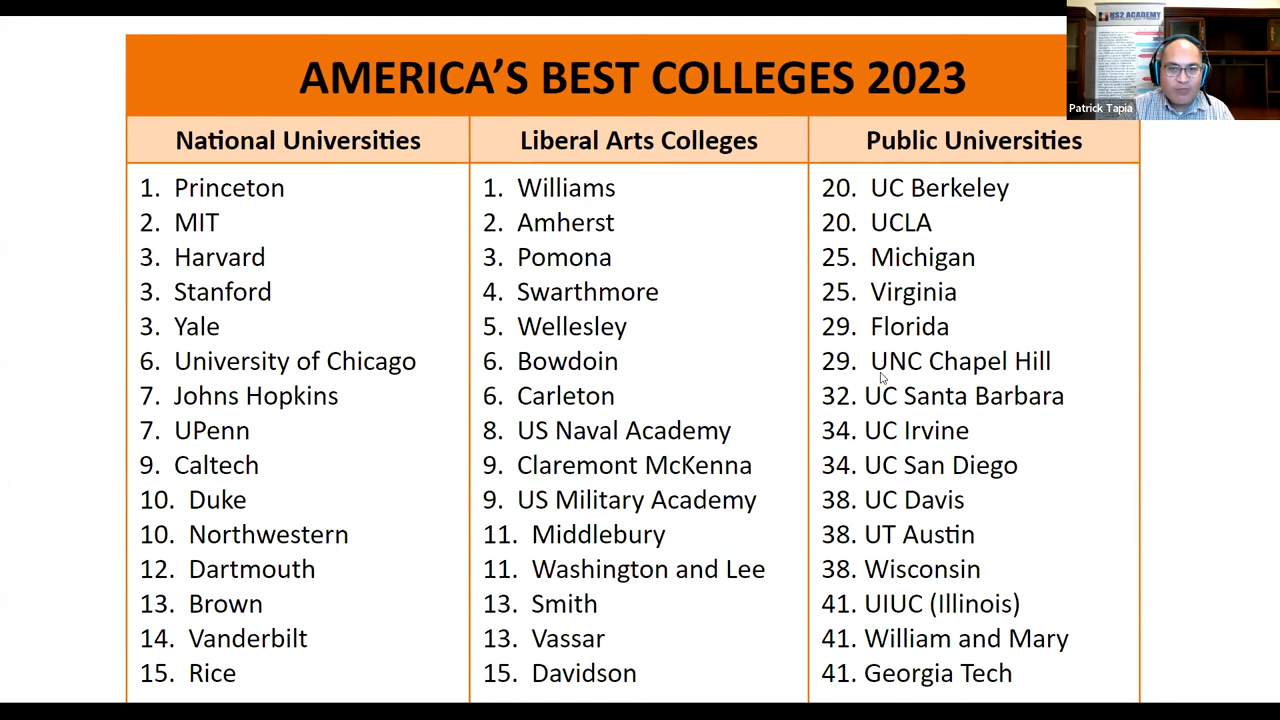 HS2 ACADEMY
Patrick Tapia
AMERICA'S BEST COLLEGES 2023
National Universities
1. Princeton
2. MIT
3. Harvard
3. Stanford
3. Yale
6. University of Chicago
7. Johns Hopkins
7. UPenn
9. Caltech
10. Duke
10. Northwestern
12. Dartmouth
13. Brown
14. Vanderbilt
15. Rice
Liberal Arts Colleges
1. Williams
2. Amherst
3. Pomona
4. Swarthmore
5. Wellesley
6. Bowdoin
6. Carleton
8. US Naval Academy
9. Claremont McKenna
9. US Military Academy
11. Middlebury
11. Washington and Lee
13. Smith
13. Vassar
15. Davidson
Public Universities
20. UC Berkeley
20. UCLA
25. Michigan
25. Virginia
29. Florida
29. UNC Chapel Hill
32. UC Santa Barbara
34. UC Irvine
34. UC San Diego
38. UC Davis
38. UT Austin
38. Wisconsin
41. UIUC (Illinois)
41. William and Mary
41. Georgia Tech